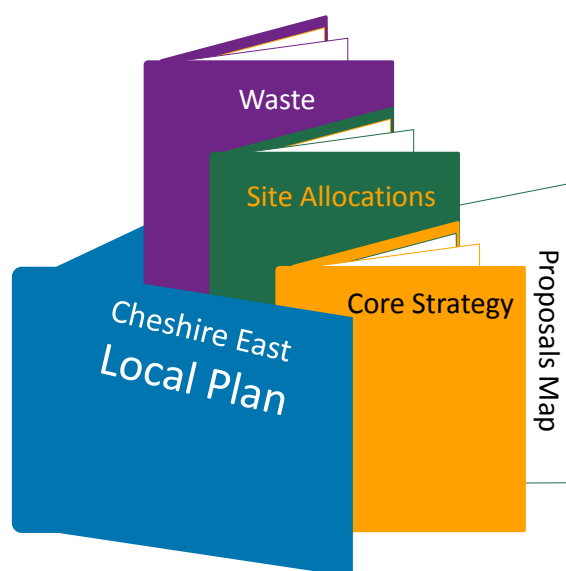 Waste
Site Allocations
Core Strategy
Cheshire East
Local Plan
Proposals Map